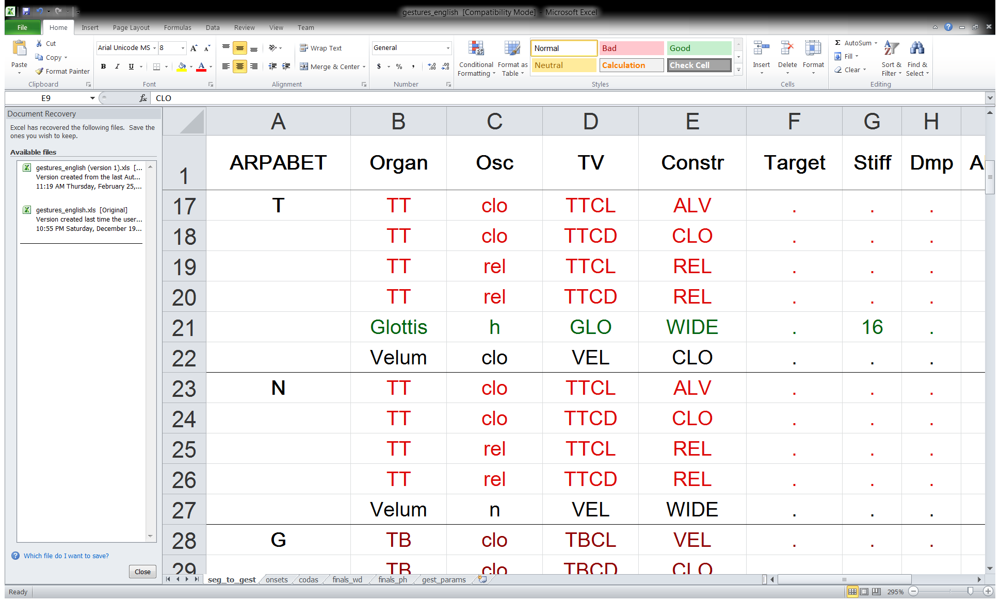 gestures_english [Compatibility Mode] - Microsoft Excel
File Home Insert Page Layout Formulas Data Review View Team
Paste
Cut
Copy
Format Painter
Clipboard
Arial Unicode MS 8
B I U
Font
Wrap Text
Merge & Center
Alignment
General
$ % ,
Number
Conditional Formatting
Format as Table
Normal Bad Good
Neutral Calculation Check Cell
Styles
Insert Delete Format
Cells
Σ AutoSum
Fill
Clear
Sort & Filter
Find & Select
Editing
E9 fx CLO
Document Recovery
Excel has recovered the following files. Save the
ones you wish to keep.
Available files
gestures_english (version 1).xls [...
Version created from the last Aut...
11:19 AM Thursday, February 25,...
gestures_english.xls [Original]
Version created last time the user...
10:55 PM Saturday, December 19...
Which file do I want to save?
Close
A B C D E F G H
1 ARPABET Organ Osc TV Constr Target Stiff Dmp
17 T TT clo TTCL ALV . . .
18 TT clo TTCD CLO . . .
19 TT rel TTCL REL . . .
20 TT rel TTCD REL . . .
21 Glottis h GLO WIDE . 16 .
22 Velum clo VEL CLO . . .
23 N TT clo TTCL ALV . . .
24 TT clo TTCD CLO . . .
25 TT rel TTCL REL . . .
26 TT rel TTCD REL . . .
27 Velum n VEL WIDE . . .
28 G TB clo TBCL VEL . . .
29 TB clo TBCD CLO
seg_to_gest onsets codas finals_wd finals_ph gest_params
Ready 295%